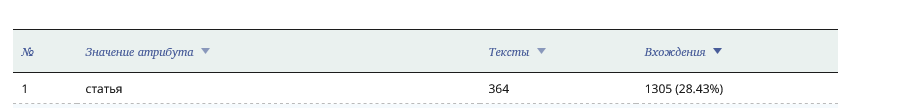 № Значение атрибута Тексты Вхождения
1 статья 364 1305 (28.43%)